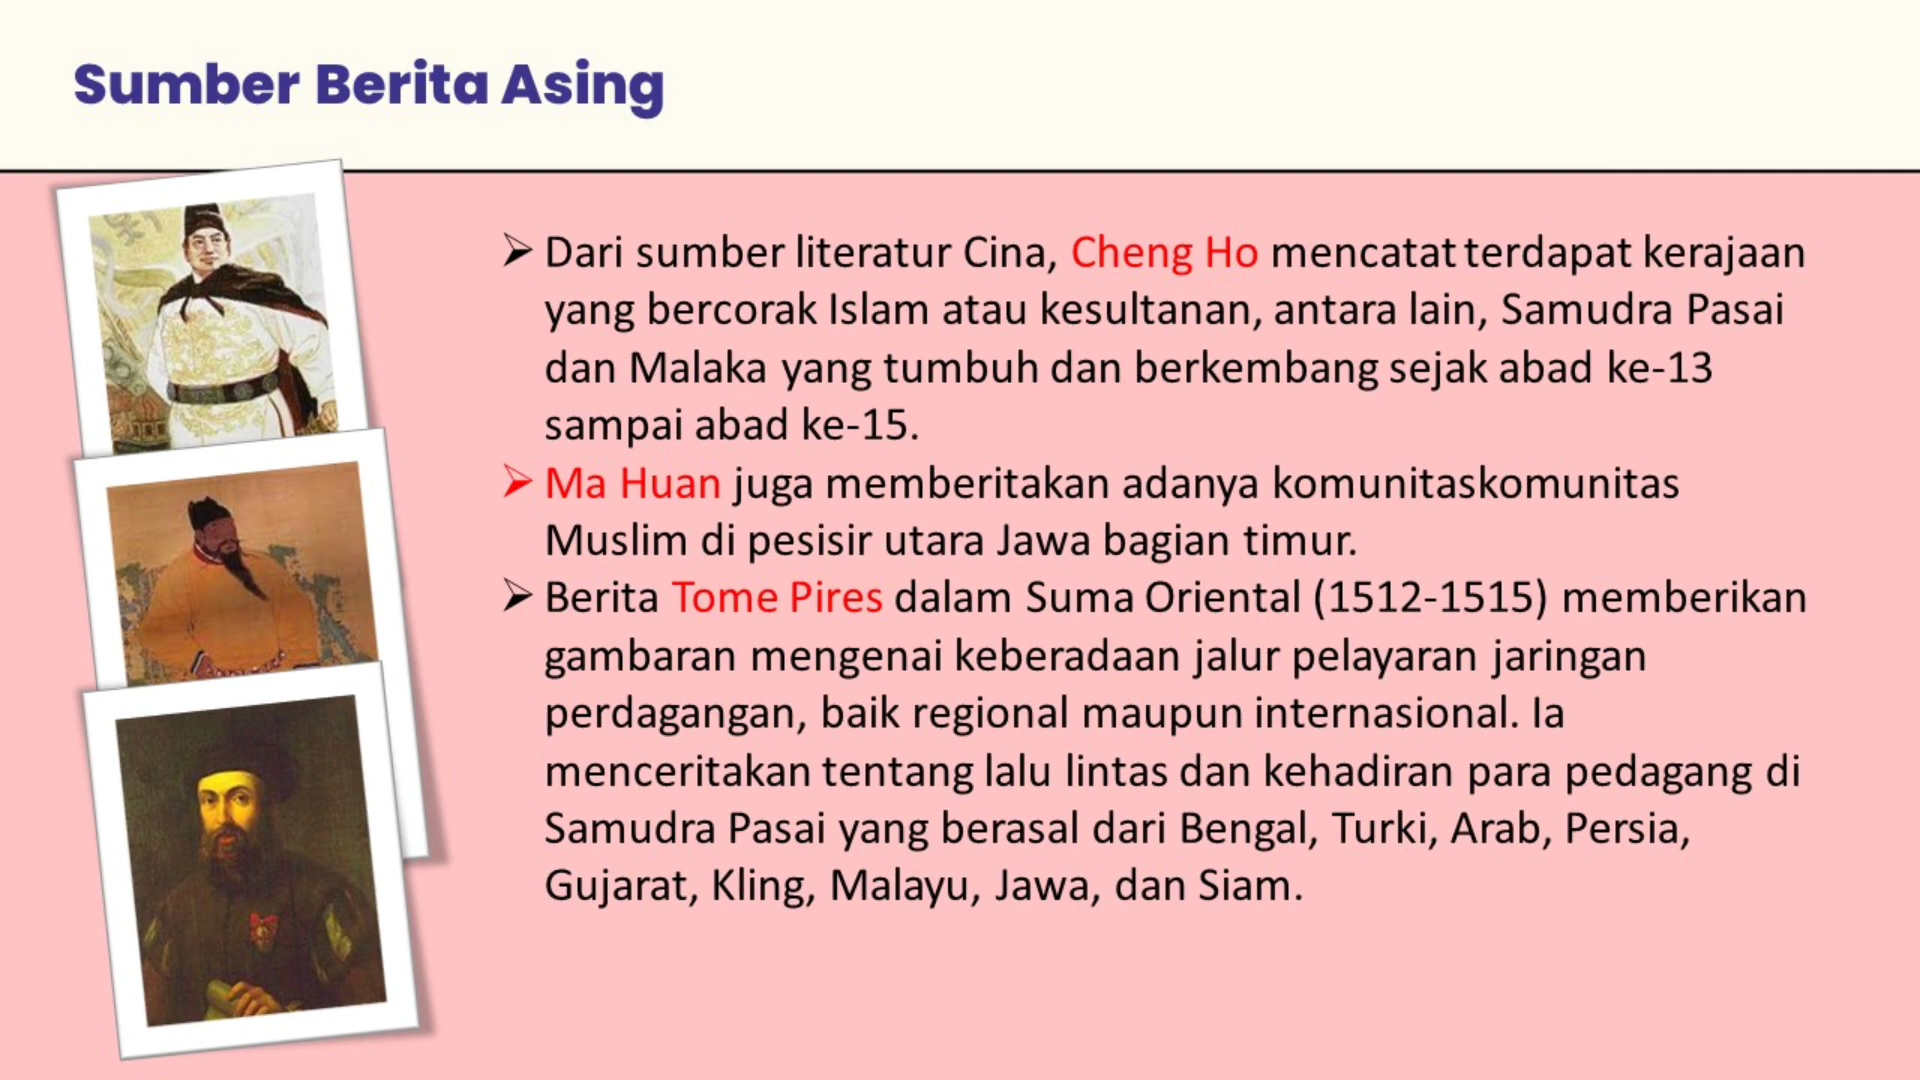 Sumber Berita Asing
➢ Dari sumber literatur Cina, Cheng Ho mencatat terdapat kerajaan
yang bercorak Islam atau kesultanan, antara lain, Samudra Pasai
dan Malaka yang tumbuh dan berkembang sejak abad ke-13
sampai abad ke-15.
➢ Ma Huan juga memberitakan adanya komunitaskomunitas
Muslim di pesisir utara Jawa bagian timur.
➢ Berita Tome Pires dalam Suma Oriental (1512-1515) memberikan
gambaran mengenai keberadaan jalur pelayaran jaringan
perdagangan, baik regional maupun internasional. Ia
menceritakan tentang lalu lintas dan kehadiran para pedagang di
Samudra Pasai yang berasal dari Bengal, Turki, Arab, Persia,
Gujarat, Kling, Malayu, Jawa, dan Siam.